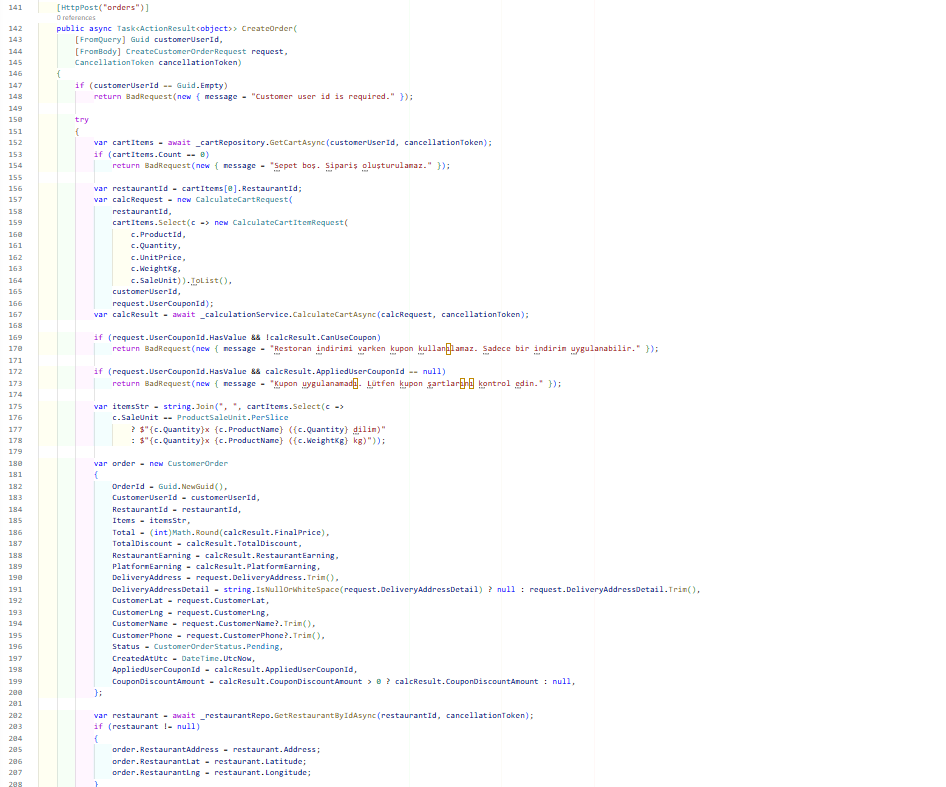 141 [HttpPost("orders")]
0 references
142 public async Task<ActionResult<object>> CreateOrder(
143 [FromQuery] Guid customerUserId,
144 [FromBody] CreateCustomerOrderRequest request,
145 CancellationToken cancellationToken)
146 {
147 if (customerUserId == Guid.Empty)
148 return BadRequest(new { message = "Customer user id is required." });
149
150 try
151 {
152 var cartItems = await _cartRepository.GetCartAsync(customerUserId, cancellationToken);
153 if (cartItems.Count == 0)
154 return BadRequest(new { message = "Sepet boş. Sipariş oluşturulamaz." });
155
156 var restaurantId = cartItems[0].RestaurantId;
157 var calcRequest = new CalculateCartRequest(
158 restaurantId,
159 cartItems.Select(c => new CalculateCartItemRequest(
160 c.ProductId,
161 c.Quantity,
162 c.UnitPrice,
163 c.WeightKg,
164 c.SaleUnit)).ToList(),
165 customerUserId,
166 request.UserCouponId);
167 var calcResult = await _calculationService.CalculateCartAsync(calcRequest, cancellationToken);
168
169 if (request.UserCouponId.HasValue && !calcResult.CanUseCoupon)
170 return BadRequest(new { message = "Restoran indirimi varken kupon kullanılamaz. Sadece bir indirim uygulanabilir." });
171
172 if (request.UserCouponId.HasValue && calcResult.AppliedUserCouponId == null)
173 return BadRequest(new { message = "Kupon uygulanamadı. Lütfen kupon şartlarını kontrol edin." });
174
175 var itemsStr = string.Join(", ", cartItems.Select(c =>
176 c.SaleUnit == ProductSaleUnit.PerSlice
177 ? $"{c.Quantity}x {c.ProductName} ({c.Quantity} dilim)"
178 : $"{c.Quantity}x {c.ProductName} ({c.WeightKg} kg)"));
179
180 var order = new CustomerOrder
181 {
182 OrderId = Guid.NewGuid(),
183 CustomerUserId = customerUserId,
184 RestaurantId = restaurantId,
185 Items = itemsStr,
186 Total = (int)Math.Round(calcResult.FinalPrice),
187 TotalDiscount = calcResult.TotalDiscount,
188 RestaurantEarning = calcResult.RestaurantEarning,
189 PlatformEarning = calcResult.PlatformEarning,
190 DeliveryAddress = request.DeliveryAddress.Trim(),
191 DeliveryAddressDetail = string.IsNullOrWhiteSpace(request.DeliveryAddressDetail) ? null : request.DeliveryAddressDetail.Trim(),
192 CustomerLat = request.CustomerLat,
193 CustomerLng = request.CustomerLng,
194 CustomerName = request.CustomerName?.Trim(),
195 CustomerPhone = request.CustomerPhone?.Trim(),
196 Status = CustomerOrderStatus.Pending,
197 CreatedAtUtc = DateTime.UtcNow,
198 AppliedUserCouponId = calcResult.AppliedUserCouponId,
199 CouponDiscountAmount = calcResult.CouponDiscountAmount > 0 ? calcResult.CouponDiscountAmount : null,
200 };
201
202 var restaurant = await _restaurantRepo.GetRestaurantByIdAsync(restaurantId, cancellationToken);
203 if (restaurant != null)
204 {
205 order.RestaurantAddress = restaurant.Address;
206 order.RestaurantLat = restaurant.Latitude;
207 order.RestaurantLng = restaurant.Longitude;
208 }